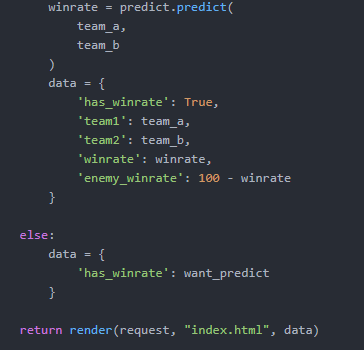 winrate = predict.predict(
team_a,
team_b
)
data = {
'has_winrate': True,
'team1': team_a,
'team2': team_b,
'winrate': winrate,
'enemy_winrate': 100 - winrate
}
else:
data = {
'has_winrate': want_predict
}
return render(request, "index.html", data)